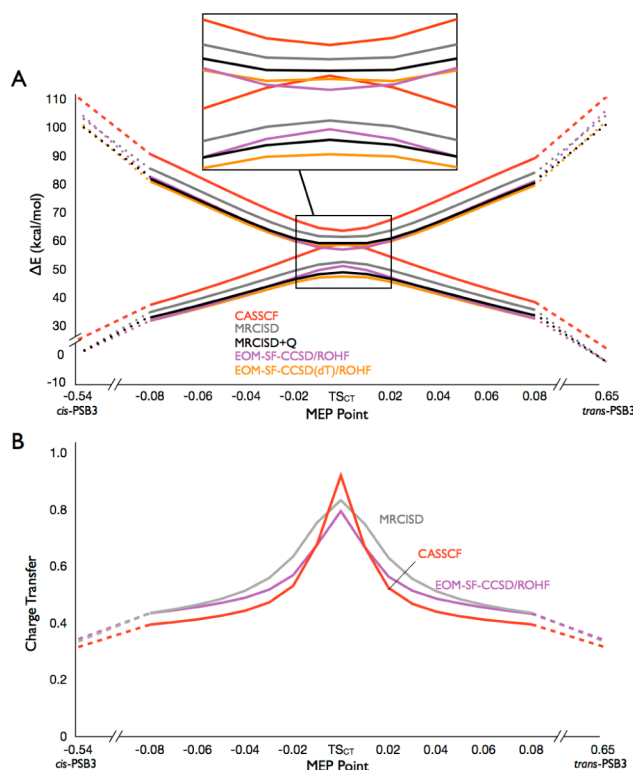 A
110
100
90
80
70
60
50
40
30
0
-10
ΔE (kcal/mol)
CASSCF
MRCISD
MRCISD+Q
EOM-SF-CCSD/ROHF
EOM-SF-CCSD(dT)/ROHF
-0.54 -0.08 -0.06 -0.04 -0.02 TSCT 0.02 0.04 0.06 0.08 0.65
cis-PSB3 MEP Point trans-PSB3
B
1.0
0.8
0.6
0.4
0.2
0
Charge Transfer
MRCISD
CASSCF
EOM-SF-CCSD/ROHF
-0.54 -0.08 -0.06 -0.04 -0.02 TSCT 0.02 0.04 0.06 0.08 0.65
cis-PSB3 MEP Point trans-PSB3